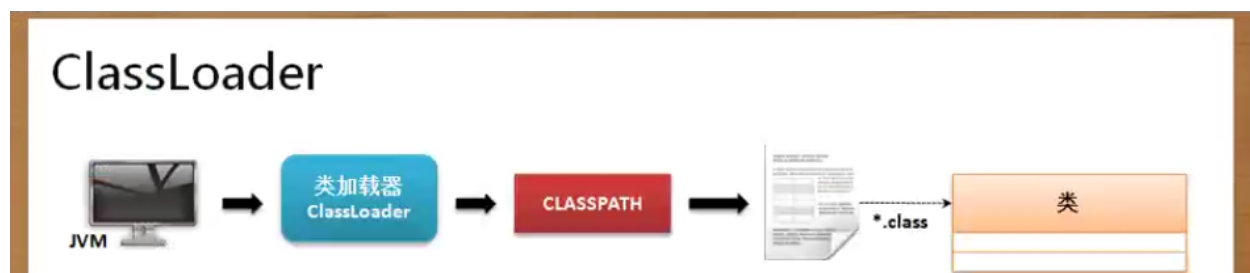 ClassLoader
JVM
类加载器
ClassLoader
CLASSPATH
*.class
类